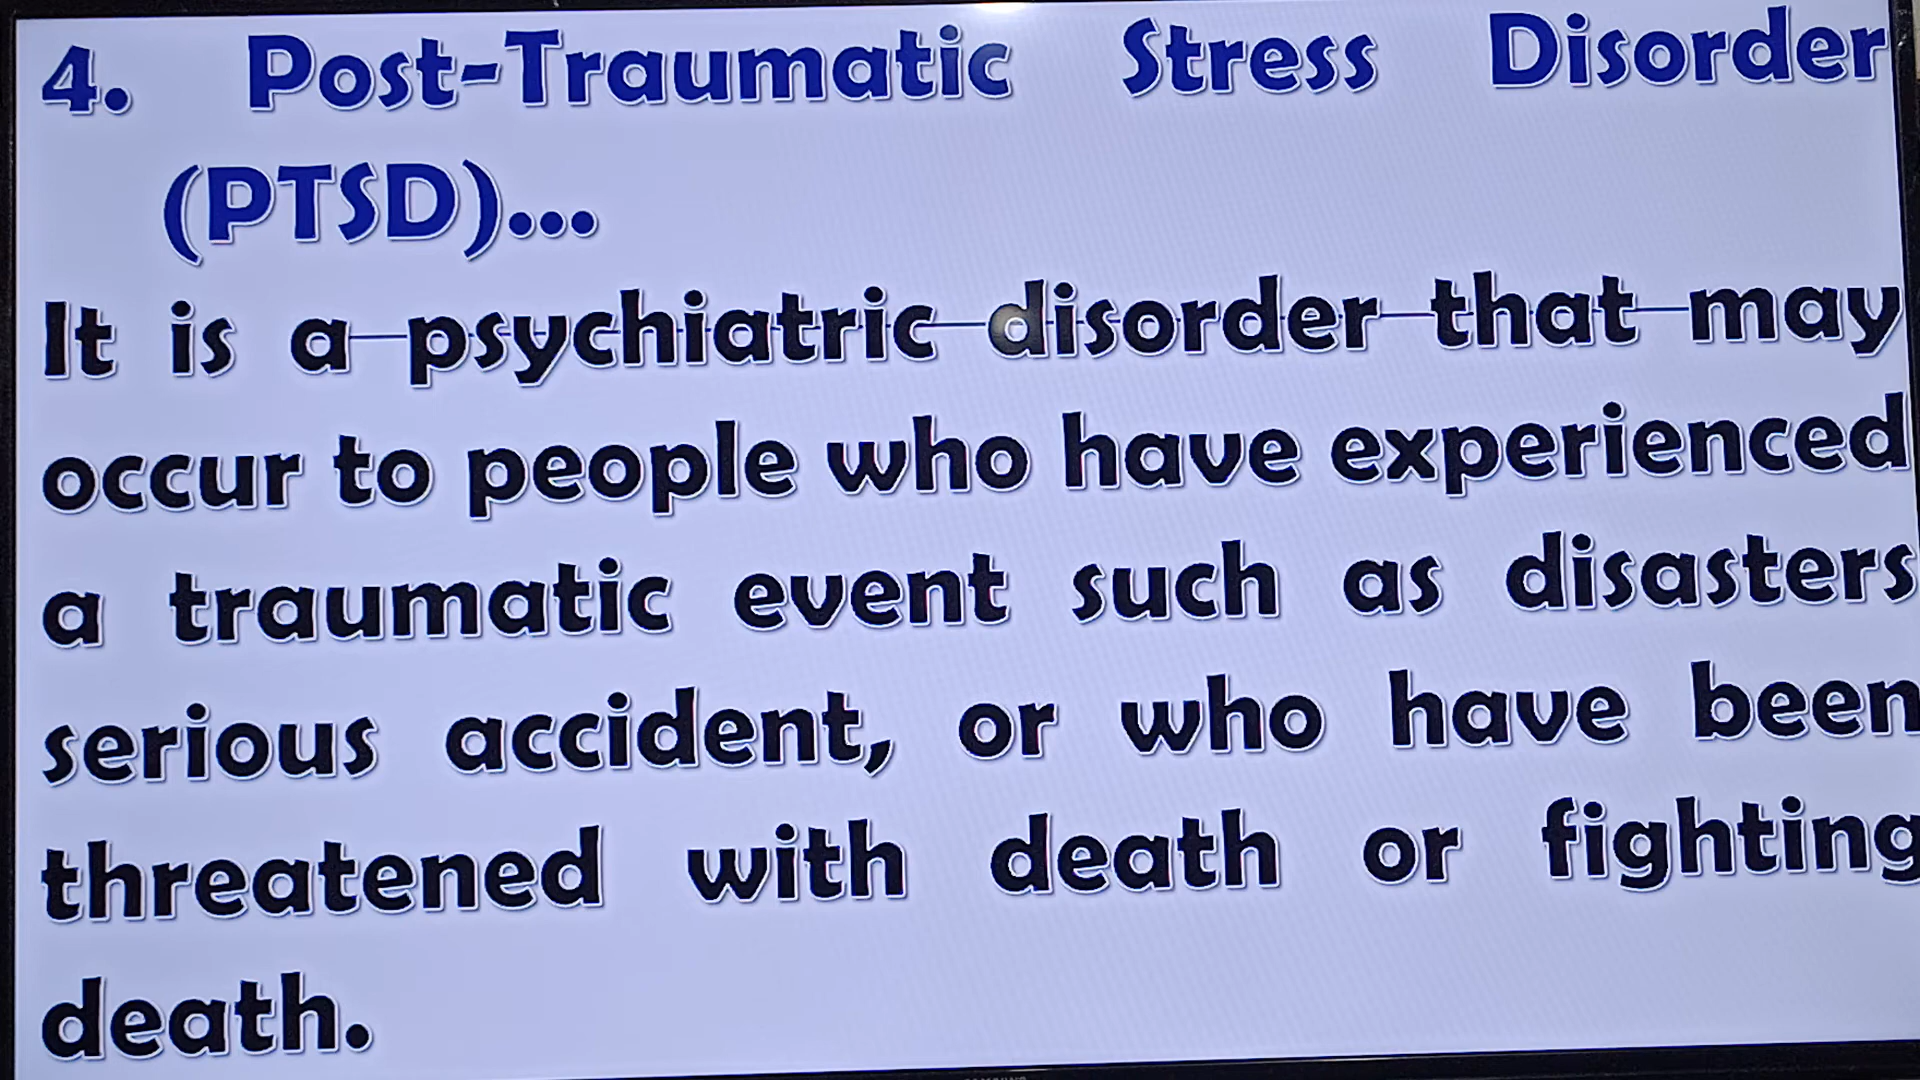 4. Post-Traumatic Stress Disorder
(PTSD)...
It is a psychiatric disorder that may
occur to people who have experienced
a traumatic event such as disasters
serious accident, or who have been
threatened with death or fighting
death.